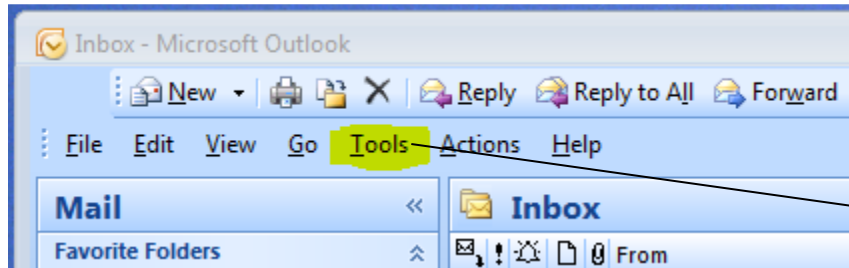 Inbox - Microsoft Outlook
New Reply Reply to All Forward
File Edit View Go Tools Actions Help
Mail Inbox
Favorite Folders From